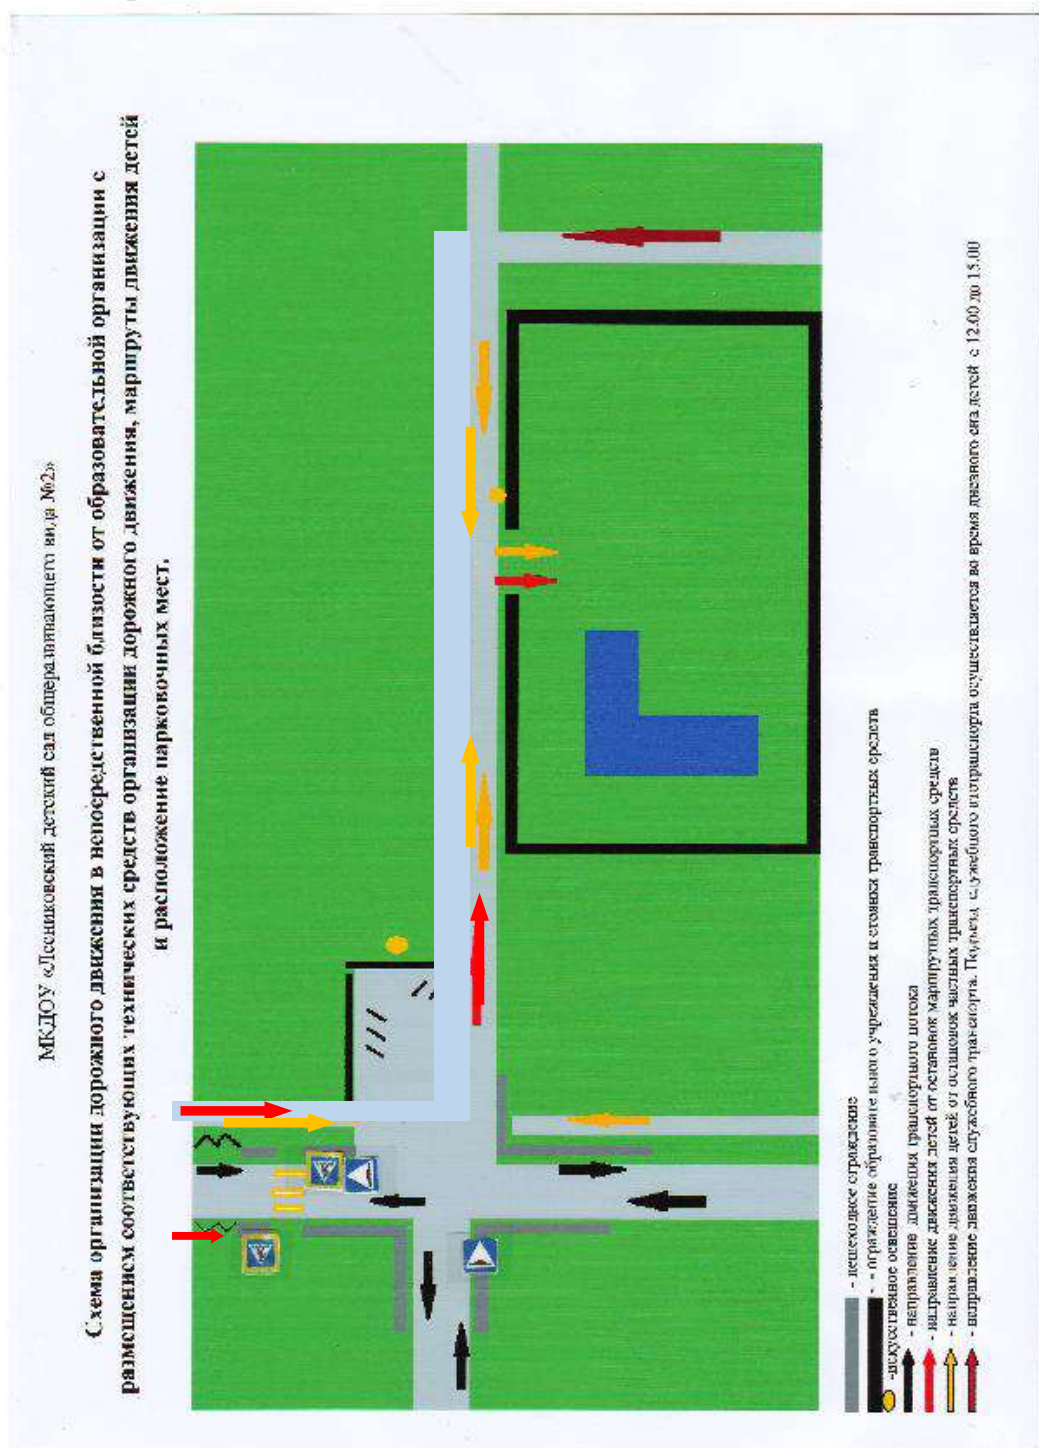 МКДОУ «Лесниковский детский сад общеразвивающего вида №2»
Схема организации дорожного движения в непосредственной близости от образовательной организации с
размещением соответствующих технических средств организации дорожного движения, маршруты движения детей
и расположение парковочных мест.
- пешеходное ограждение
- - ограждение образовательного учреждения и стоянки транспортных средств
-искусственное освещение
- направление движения транспортного потока
- направление движения детей от остановок маршрутных транспортных средств
- направление движения детей от остановок частных транспортных средств
- направление движения служебного транспорта. Подъезд служебного автотранспорта осуществляется во время дневного сна детей с 12.00 до 15.00